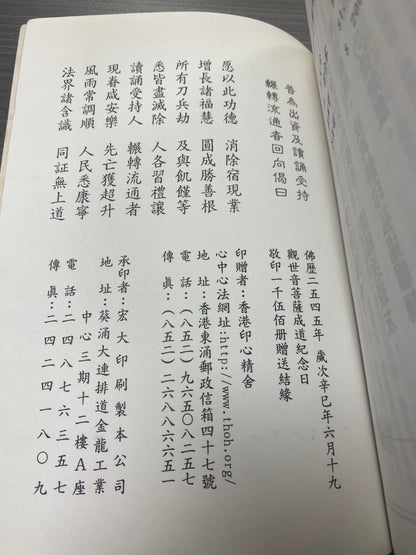 普為出資及讀誦受持
輾轉流通者回向偈曰
愿以此功德 消除宿現業
增長諸福慧 圓成勝善根
所有刀兵劫 及與飢饉等
悉皆盡滅除 人各習禮讓
讀誦受持人 輾轉流通者
現眷咸安樂 先亡獲超升
風雨常調順 人民悉康寧
法界諸含識 同証無上道
佛歷二五四五年 歲次辛巳年六月十九
觀世音菩薩成道紀念日
敬印一千伍佰冊贈送結緣
印贈者：香港印心精舍
心中心法網址：http://www.thoh.org/
地 址：香港東涌郵政信箱四十七號
電 話：(八五二) 九六五〇八二五七
傳 真：(八五二) 二六八八六六五一
承印者：宏大印刷製本公司
地 址：葵涌大連排道金龍工業
中心三期十二樓A座
電 話：二四八七六三五七
傳 真：二四二四一八〇九